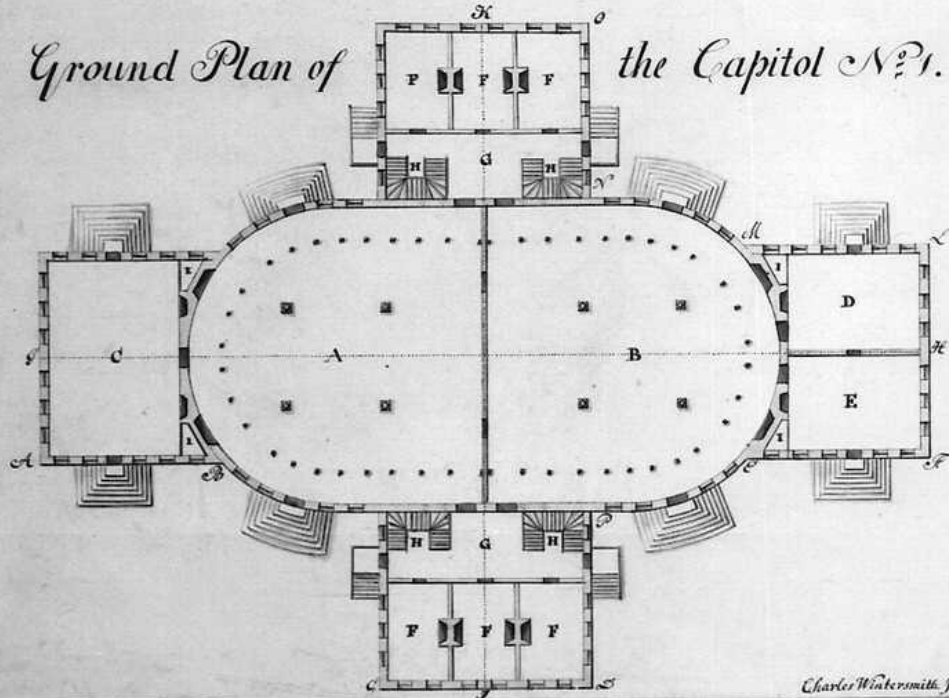 K O
Ground Plan of the Capitol No. 1.
F F F
G
H H
N
M
L
I I
D
G C A B H
E
I I
A B E F
P
H G H
F F F
C D
Charles Wintersmith